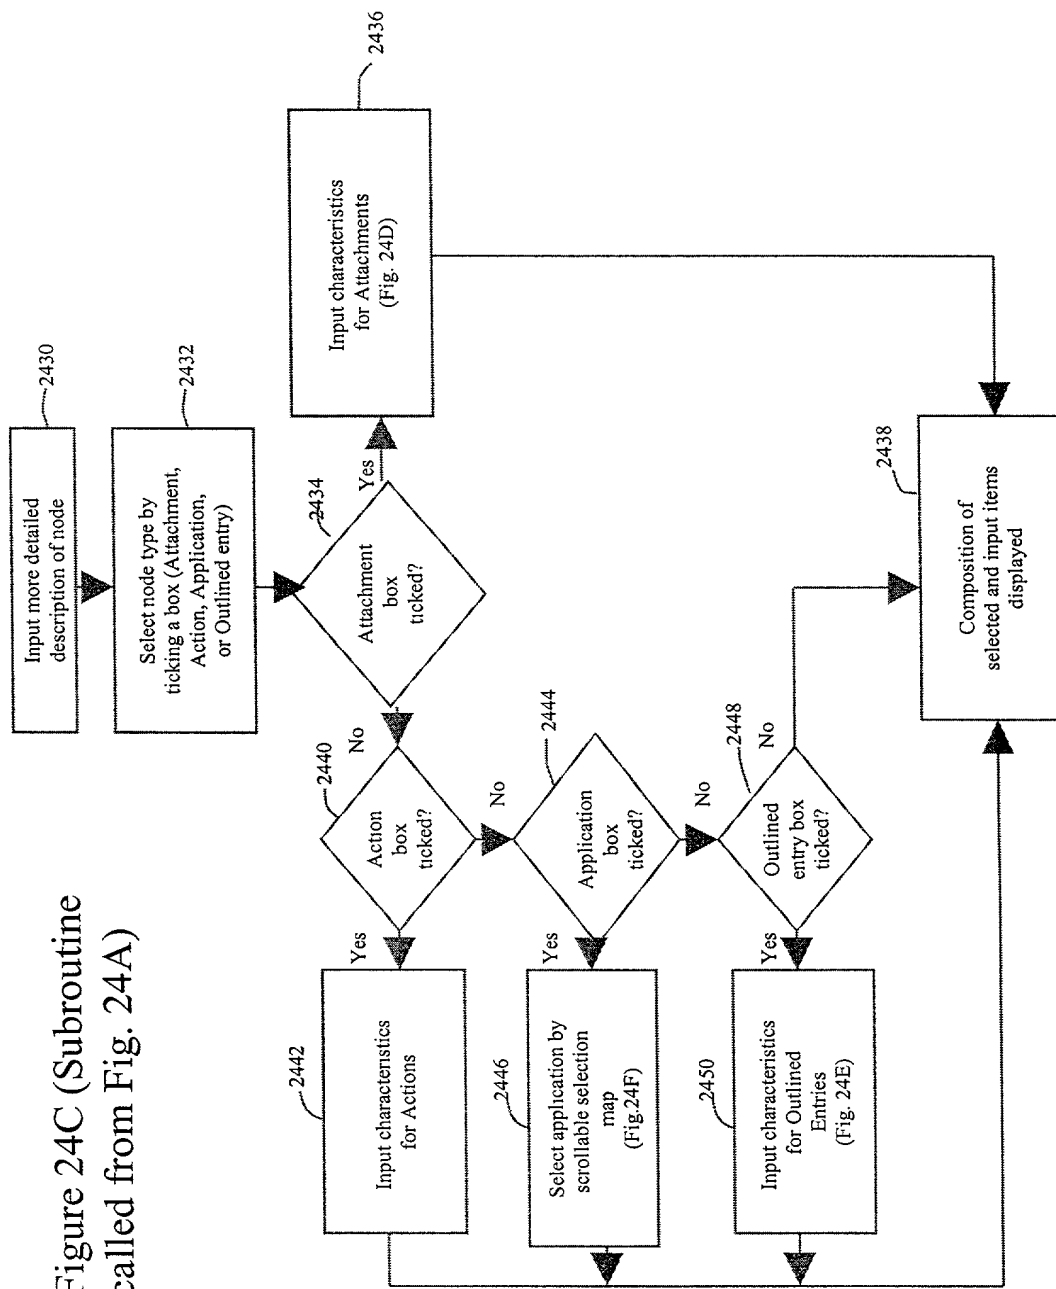 Figure 24C (Subroutine
called from Fig. 24A)
2430
Input more detailed
description of node
2432
Select node type by
ticking a box (Attachment,
Action, Application,
or Outlined entry)
2434
Attachment
box
ticked?
Yes
2436
Input characteristics
for Attachments
(Fig. 24D)
No
2440
Action
box
ticked?
Yes
2442
Input characteristics
for Actions
No
2444
Application
box
ticked?
Yes
2446
Select application by
scrollable selection
map
(Fig.24F)
No
2448
Outlined
entry box
ticked?
Yes
2450
Input characteristics
for Outlined
Entries
(Fig. 24E)
No
2438
Composition of
selected and input items
displayed